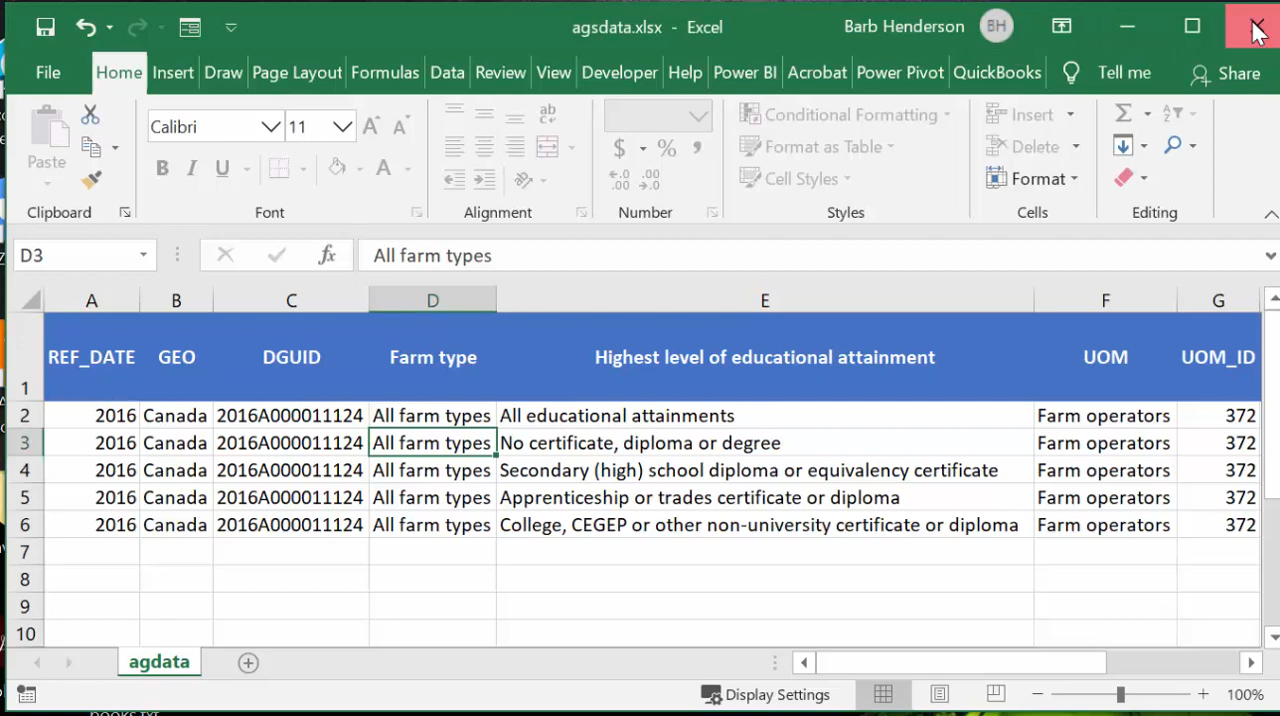 agsdata.xlsx - Excel
Barb Henderson BH
File Home Insert Draw Page Layout Formulas Data Review View Developer Help Power BI Acrobat Power Pivot QuickBooks Tell me Share
Calibri 11 Conditional Formatting Insert
Paste B I U A $ % Format as Table Delete
Cell Styles Format
Clipboard Font Alignment Number Styles Cells Editing
D3 fx All farm types
A B C D E F G
1 REF_DATE GEO DGUID Farm type Highest level of educational attainment UOM UOM_ID
2 2016 Canada 2016A000011124 All farm types All educational attainments Farm operators 372
3 2016 Canada 2016A000011124 All farm types No certificate, diploma or degree Farm operators 372
4 2016 Canada 2016A000011124 All farm types Secondary (high) school diploma or equivalency certificate Farm operators 372
5 2016 Canada 2016A000011124 All farm types Apprenticeship or trades certificate or diploma Farm operators 372
6 2016 Canada 2016A000011124 All farm types College, CEGEP or other non-university certificate or diploma Farm operators 372
7
8
9
10
agdata
Display Settings 100%
books.txt